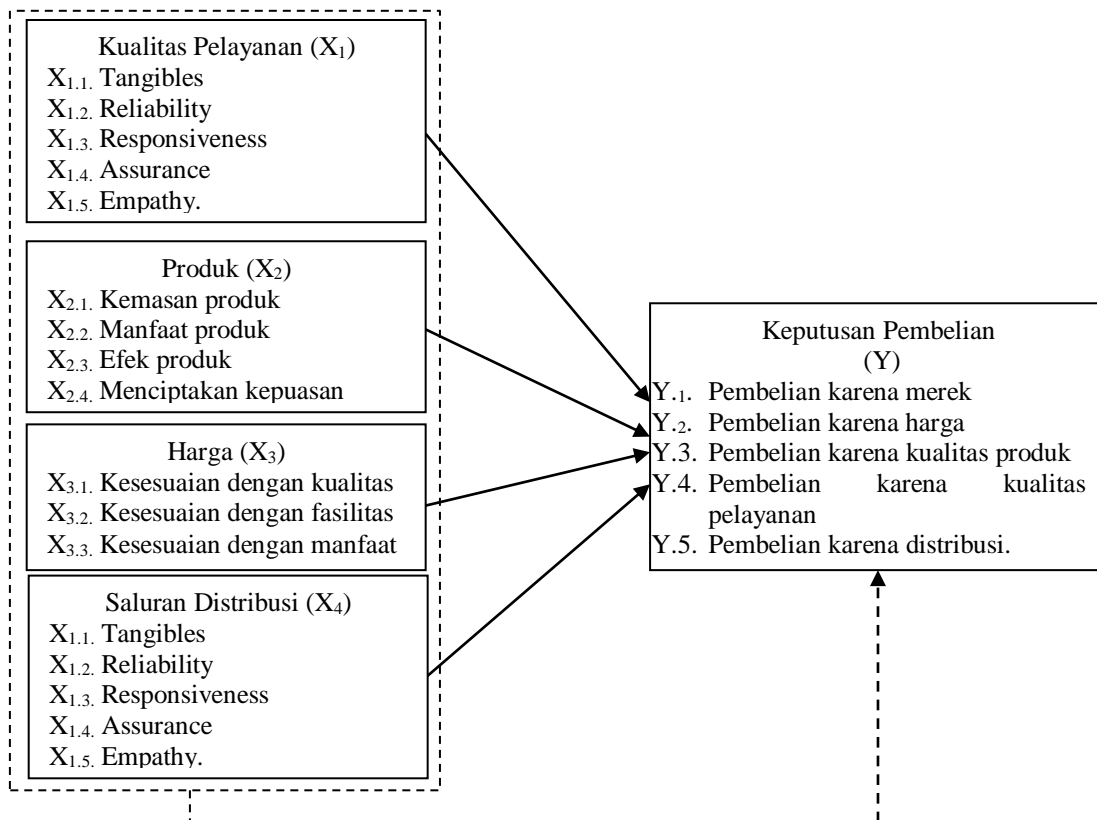 Kualitas Pelayanan (X₁)
X₁.₁. Tangibles
X₁.₂. Reliability
X₁.₃. Responsiveness
X₁.₄. Assurance
X₁.₅. Empathy.
Produk (X₂)
X₂.₁. Kemasan produk
X₂.₂. Manfaat produk
X₂.₃. Efek produk
X₂.₄. Menciptakan kepuasan
Harga (X₃)
X₃.₁. Kesesuaian dengan kualitas
X₃.₂. Kesesuaian dengan fasilitas
X₃.₃. Kesesuaian dengan manfaat
Saluran Distribusi (X₄)
X₁.₁. Tangibles
X₁.₂. Reliability
X₁.₃. Responsiveness
X₁.₄. Assurance
X₁.₅. Empathy.
Keputusan Pembelian
(Y)
Y.₁. Pembelian karena merek
Y.₂. Pembelian karena harga
Y.3. Pembelian karena kualitas produk
Y.4. Pembelian karena kualitas
pelayanan
Y.5. Pembelian karena distribusi.